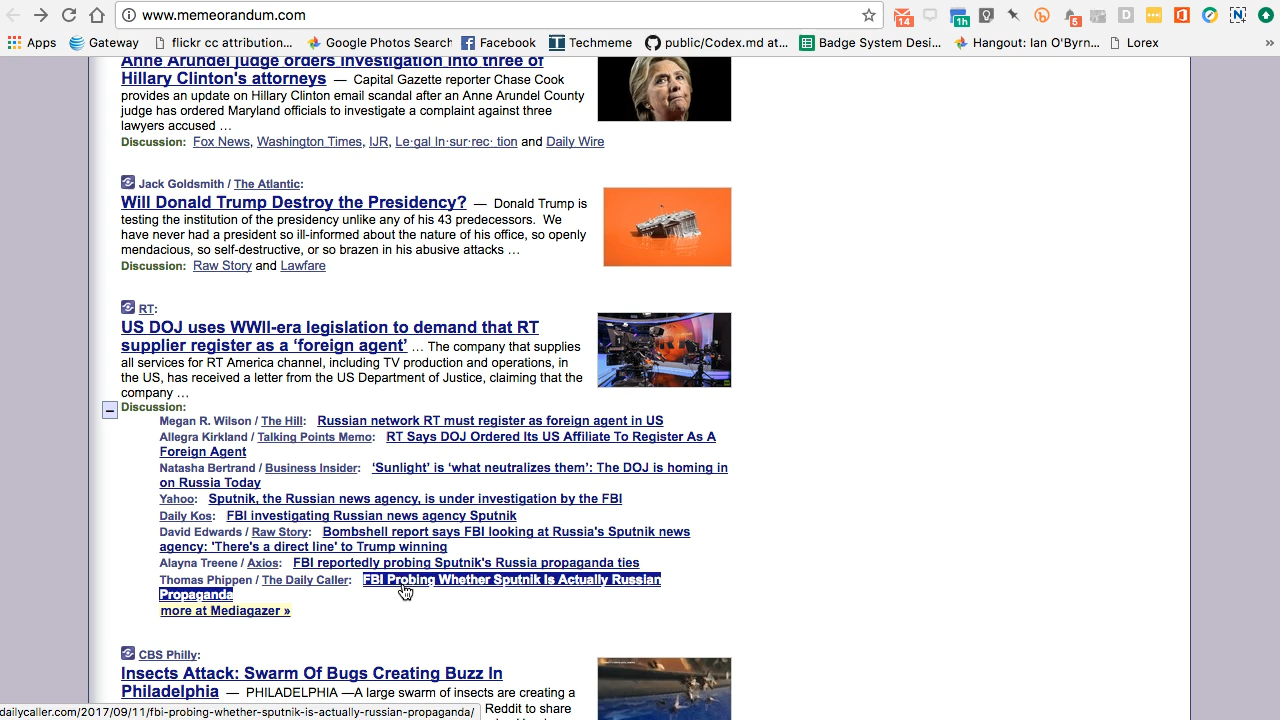 www.memeorandum.com
14
1h
5
D
N
Apps
Gateway
flickr cc attribution...
Google Photos Search
Facebook
Techmeme
public/Codex.md at...
Badge System Desi...
Hangout: Ian O'Byrn...
Lorex
»
Anne Arundel judge orders investigation into three of
Hillary Clinton's attorneys — Capital Gazette reporter Chase Cook
provides an update on Hillary Clinton email scandal after an Anne Arundel County
judge has ordered Maryland officials to investigate a complaint against three
lawyers accused ...
Discussion: Fox News, Washington Times, IJR, Le·gal In·sur·rec· tion and Daily Wire
Jack Goldsmith / The Atlantic:
Will Donald Trump Destroy the Presidency? — Donald Trump is
testing the institution of the presidency unlike any of his 43 predecessors. We
have never had a president so ill-informed about the nature of his office, so openly
mendacious, so self-destructive, or so brazen in his abusive attacks ...
Discussion: Raw Story and Lawfare
RT:
US DOJ uses WWII-era legislation to demand that RT
supplier register as a ‘foreign agent’ ... The company that supplies
all services for RT America channel, including TV production and operations, in
the US, has received a letter from the US Department of Justice, claiming that the
company ...
Discussion:
Megan R. Wilson / The Hill: Russian network RT must register as foreign agent in US
Allegra Kirkland / Talking Points Memo: RT Says DOJ Ordered Its US Affiliate To Register As A
Foreign Agent
Natasha Bertrand / Business Insider: ‘Sunlight’ is ‘what neutralizes them’: The DOJ is homing in
on Russia Today
Yahoo: Sputnik, the Russian news agency, is under investigation by the FBI
Daily Kos: FBI investigating Russian news agency Sputnik
David Edwards / Raw Story: Bombshell report says FBI looking at Russia's Sputnik news
agency: 'There's a direct line' to Trump winning
Alayna Treene / Axios: FBI reportedly probing Sputnik's Russia propaganda ties
Thomas Phippen / The Daily Caller: FBI Probing Whether Sputnik Is Actually Russian
Propaganda
more at Mediagazer »
CBS Philly:
Insects Attack: Swarm Of Bugs Creating Buzz In
Philadelphia — PHILADELPHIA —A large swarm of insects are creating a
Reddit to share
dailycaller.com/2017/09/11/fbi-probing-whether-sputnik-is-actually-russian-propaganda/